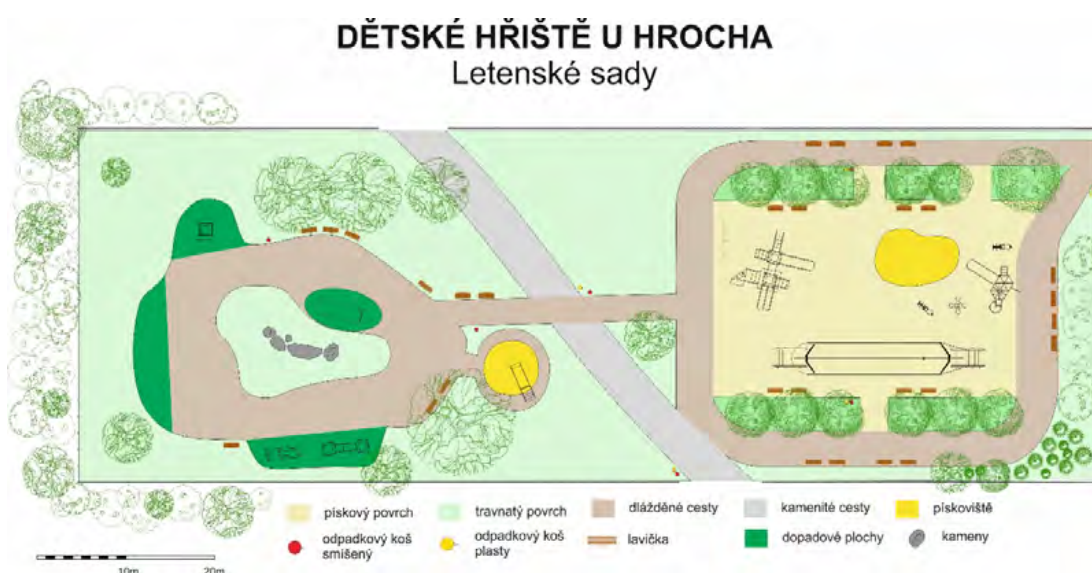 DĚTSKÉ HŘIŠTĚ U HROCHA
Letenské sady
pískový povrch
travnatý povrch
dlážděné cesty
kamenité cesty
pískoviště
odpadkový koš
smíšený
odpadkový koš
plasty
lavička
dopadové plochy
kameny
10m
20m